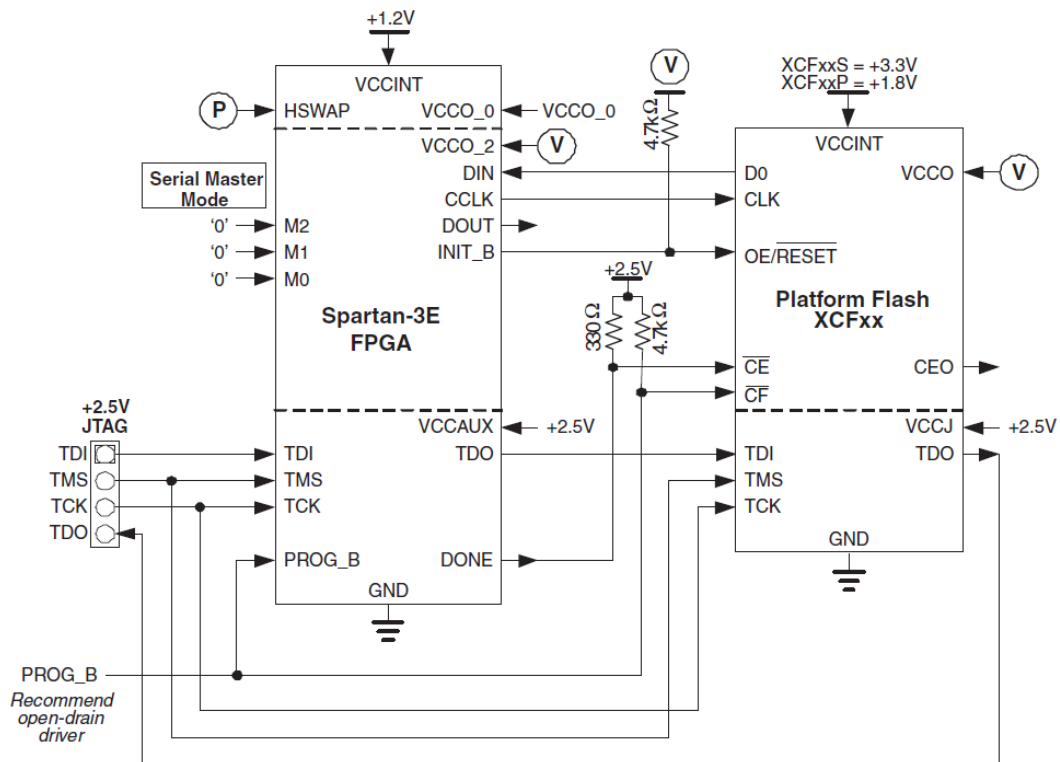 +1.2V
XCFxxS = +3.3V
XCFxxP = +1.8V
V
VCCINT
P
HSWAP
VCCO_0
VCCO_0
4.7kΩ
VCCINT
VCCO_2
V
Serial Master
Mode
DIN
D0
VCCO
V
CCLK
CLK
'0'
M2
DOUT
'0'
M1
INIT_B
OE/RESET
'0'
M0
+2.5V
Spartan-3E
FPGA
330Ω
4.7kΩ
Platform Flash
XCFxx
CE
CEO
CF
+2.5V
JTAG
VCCAUX
+2.5V
VCCJ
+2.5V
TDI
TDI
TDO
TDI
TDO
TMS
TMS
TMS
TCK
TCK
TCK
TDO
PROG_B
DONE
GND
GND
PROG_B
Recommend
open-drain
driver